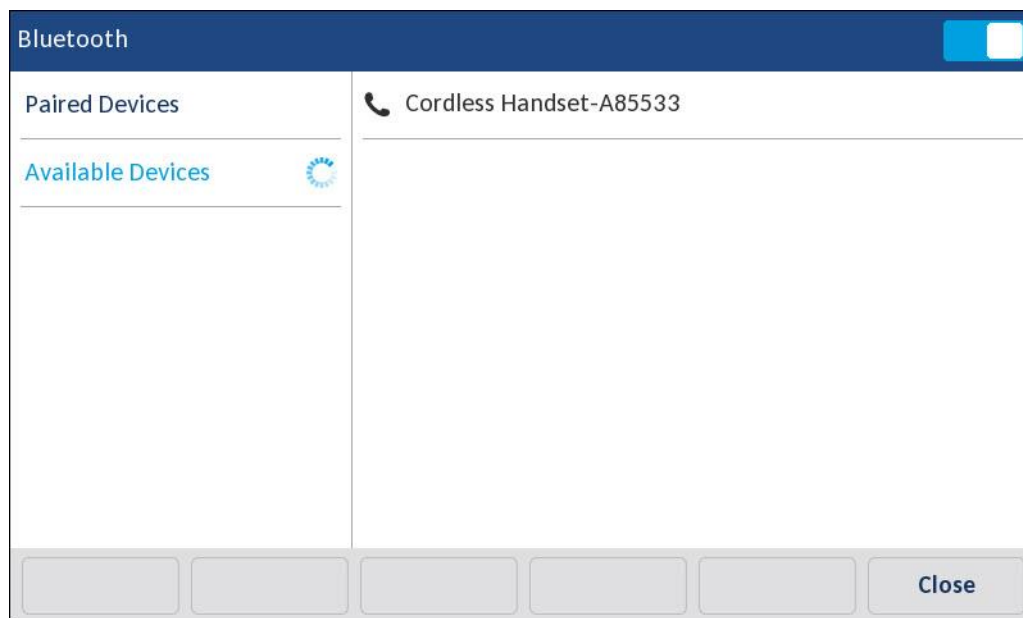 Bluetooth
Paired Devices
Available Devices
Cordless Handset-A85533
Close